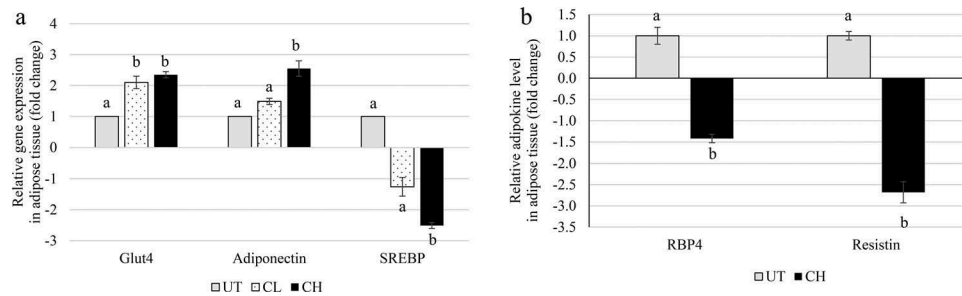 a
Relative gene expression
in adipose tissue (fold change)
4
3
2
1
0
-1
-2
-3
a
b
b
a
a
b
a
a
b
Glut4
Adiponectin
SREBP
UT
CL
CH
b
Relative adipokine level
in adipose tissue (fold change)
1.5
1.0
0.5
0.0
-0.5
-1.0
-1.5
-2.0
-2.5
-3.0
-3.5
a
b
a
b
RBP4
Resistin
UT
CH